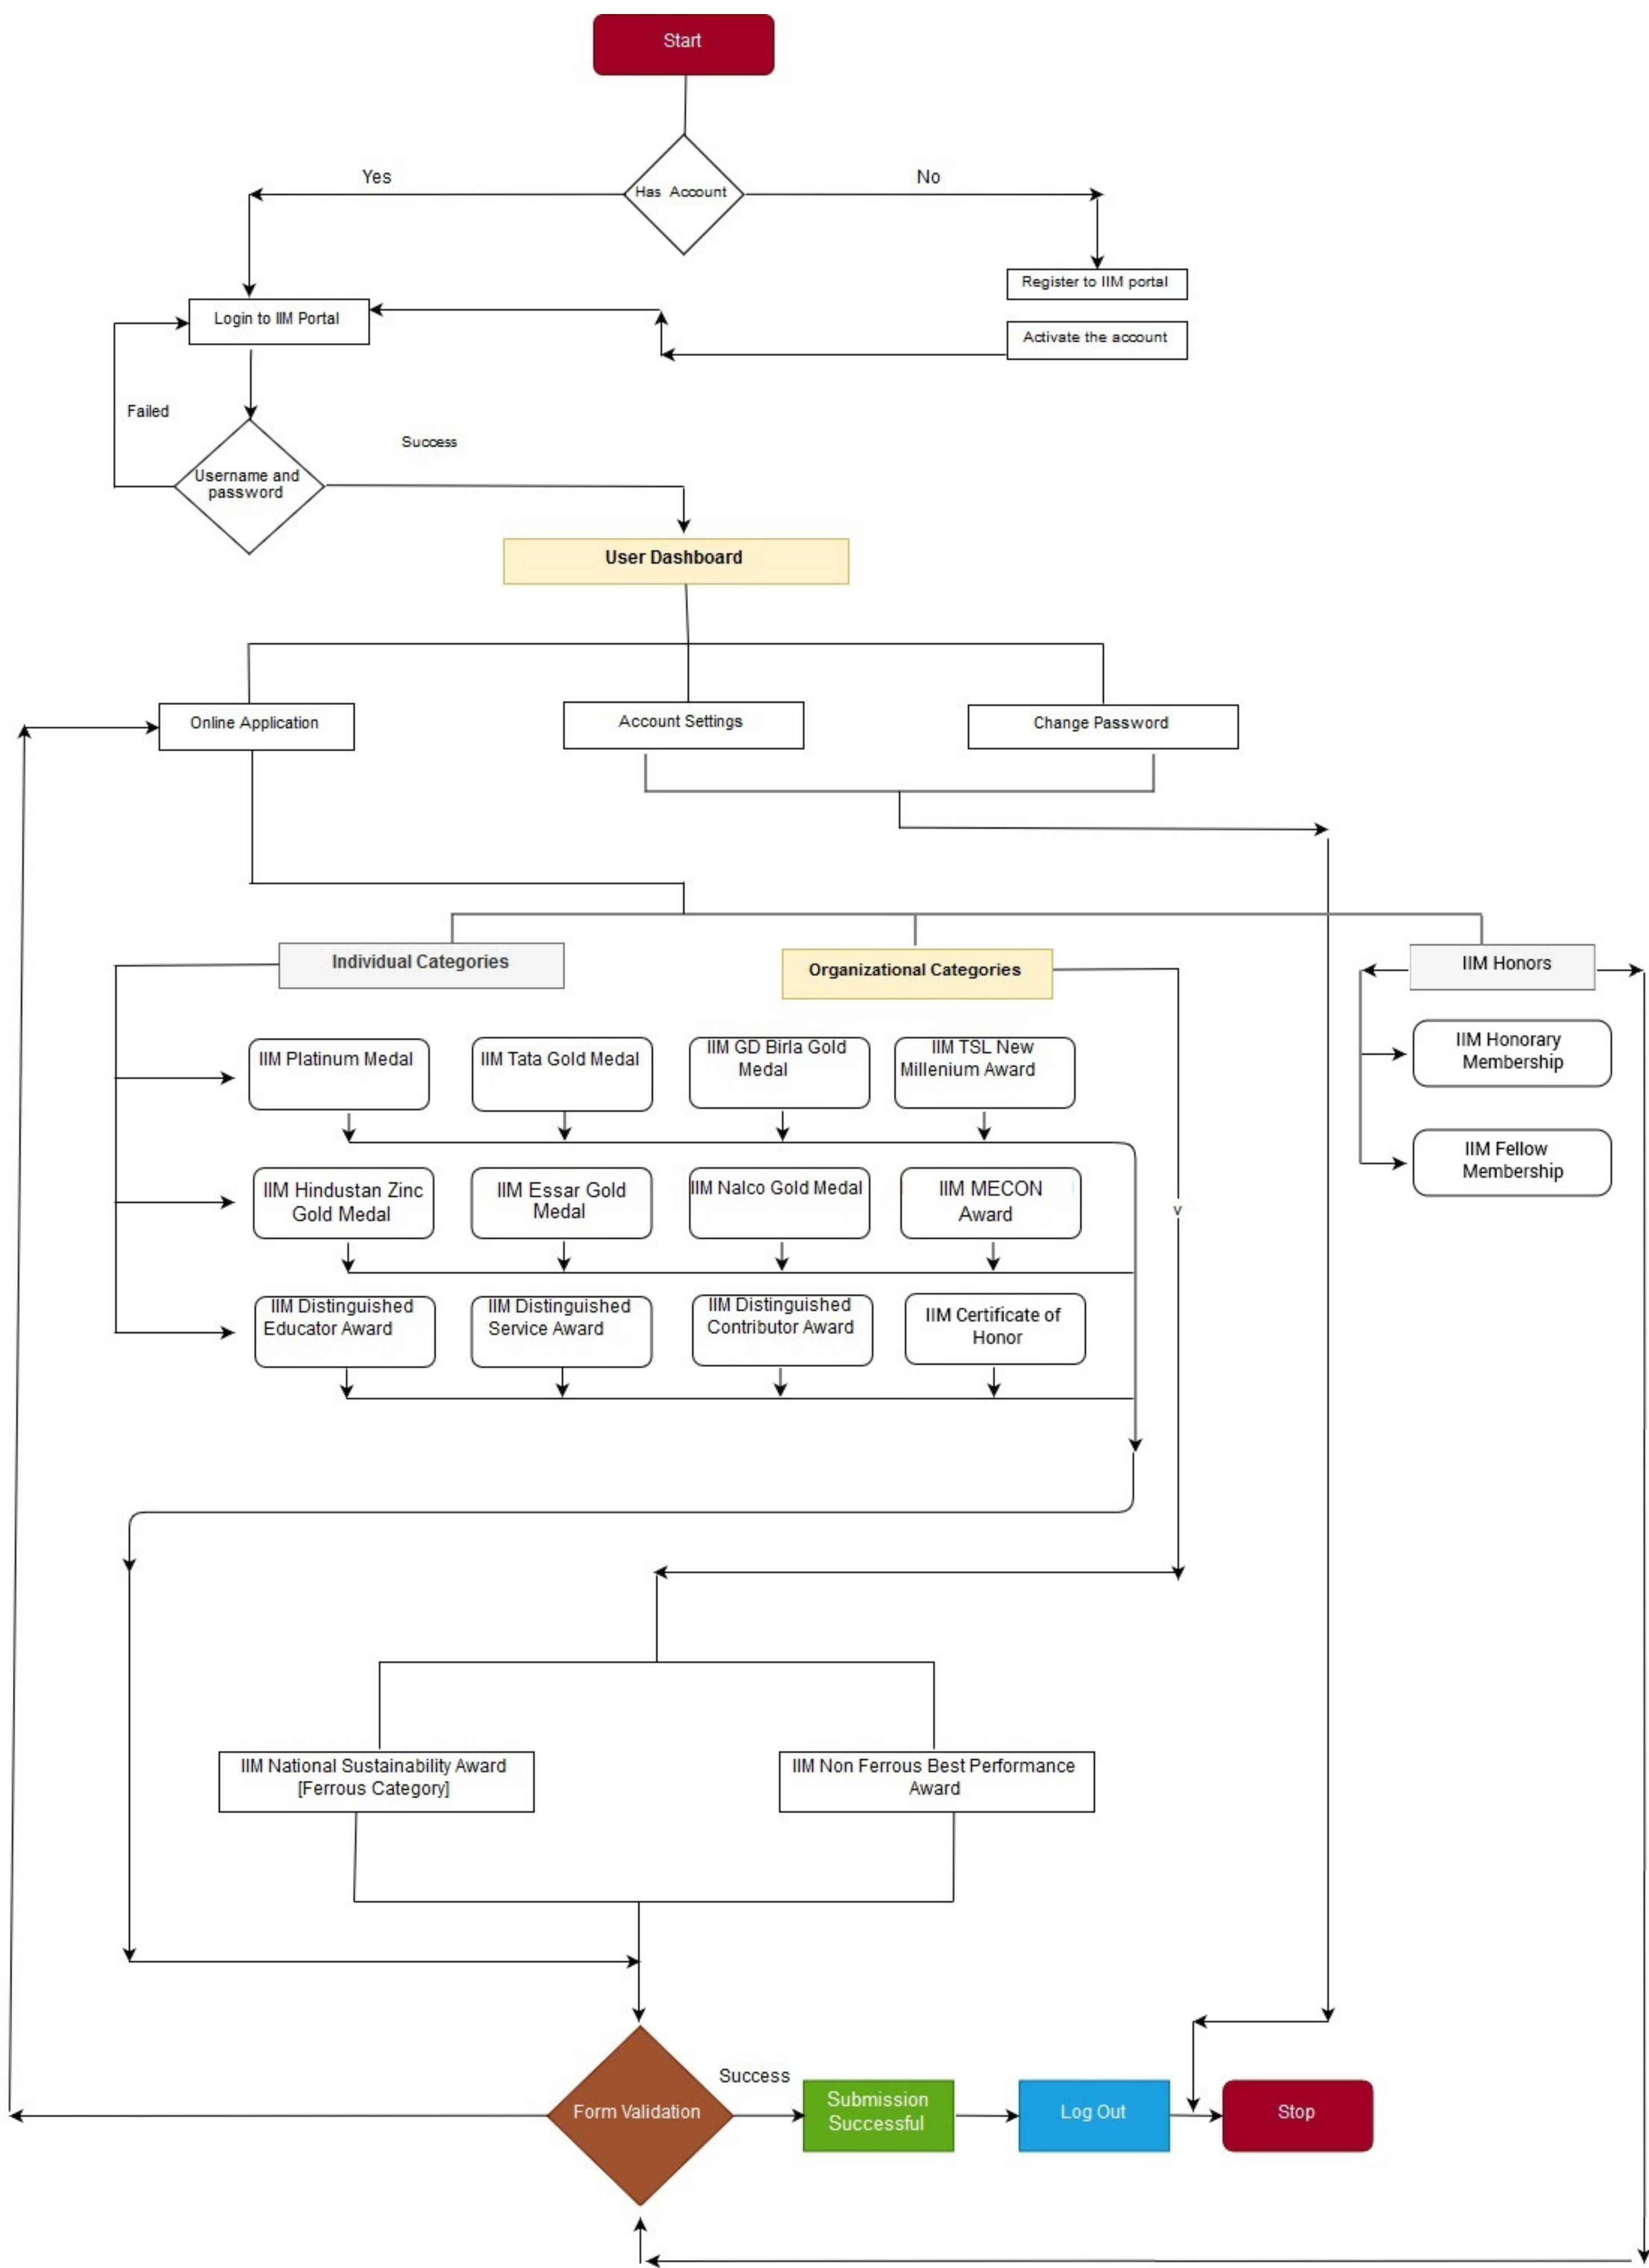 Start
Has Account
Yes
No
Register to IIM portal
Login to IIM Portal
Activate the account
Failed
Success
Username and
password
User Dashboard
Online Application
Account Settings
Change Password
Individual Categories
Organizational Categories
IIM Honors
IIM Platinum Medal
IIM Tata Gold Medal
IIM GD Birla Gold
Medal
IIM TSL New
Millenium Award
IIM Honorary
Membership
IIM Fellow
Membership
IIM Hindustan Zinc
Gold Medal
IIM Essar Gold
Medal
IIM Nalco Gold Medal
IIM MECON
Award
v
IIM Distinguished
Educator Award
IIM Distinguished
Service Award
IIM Distinguished
Contributor Award
IIM Certificate of
Honor
IIM National Sustainability Award
[Ferrous Category]
IIM Non Ferrous Best Performance
Award
Form Validation
Success
Submission
Successful
Log Out
Stop